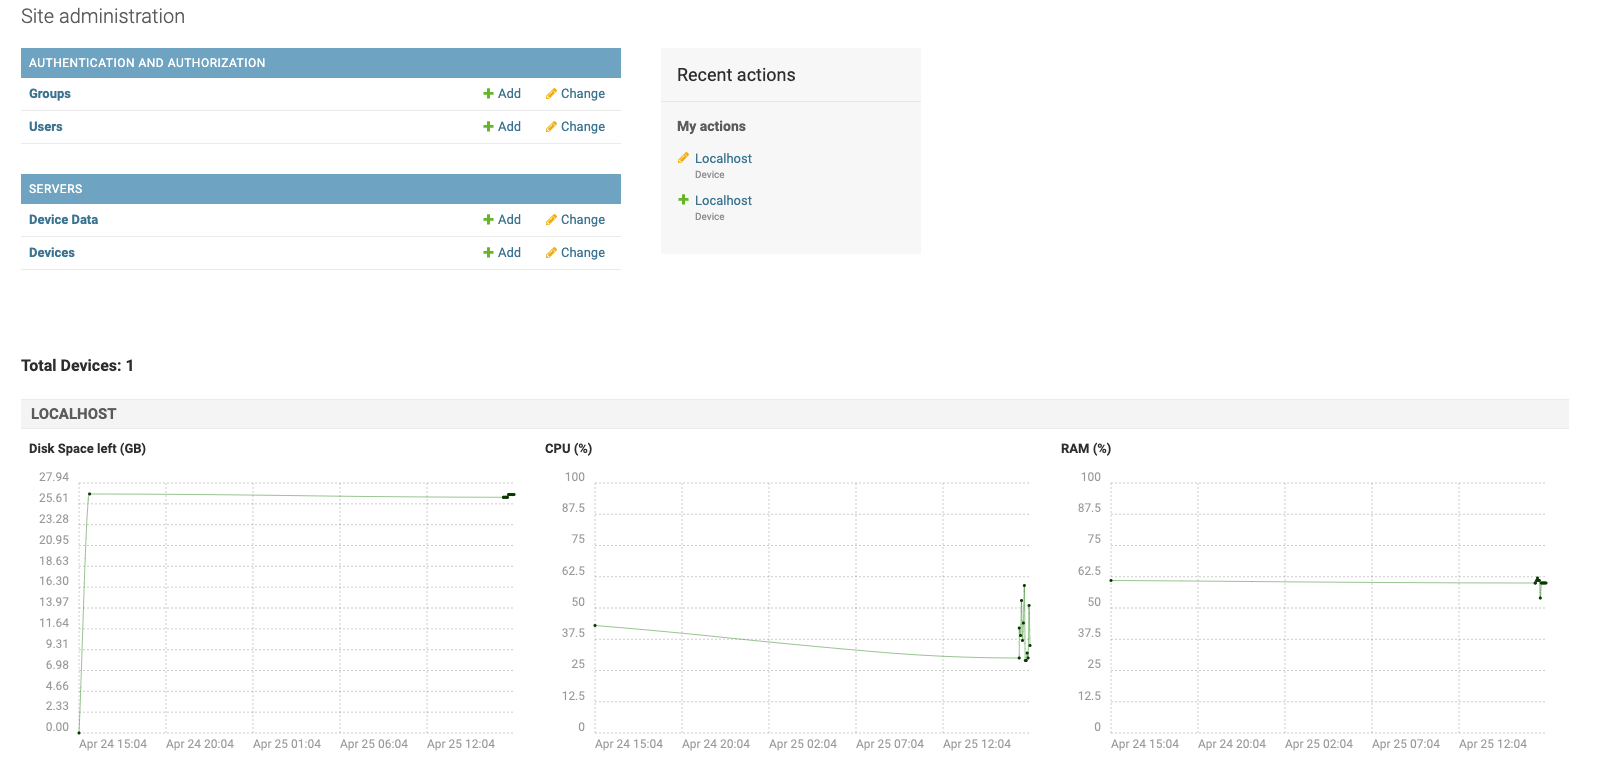 Site administration
AUTHENTICATION AND AUTHORIZATION
Groups Add Change
Users Add Change
SERVERS
Device Data Add Change
Devices Add Change
Recent actions
My actions
Localhost
Device
Localhost
Device
Total Devices: 1
LOCALHOST
Disk Space left (GB)
27.94
25.61
23.28
20.95
18.63
16.30
13.97
11.64
9.31
6.98
4.66
2.33
0.00
Apr 24 15:04 Apr 24 20:04 Apr 25 01:04 Apr 25 06:04 Apr 25 12:04
CPU (%)
100
87.5
75
62.5
50
37.5
25
12.5
0
Apr 24 15:04 Apr 24 20:04 Apr 25 02:04 Apr 25 07:04 Apr 25 12:04
RAM (%)
100
87.5
75
62.5
50
37.5
25
12.5
0
Apr 24 15:04 Apr 24 20:04 Apr 25 02:04 Apr 25 07:04 Apr 25 12:04